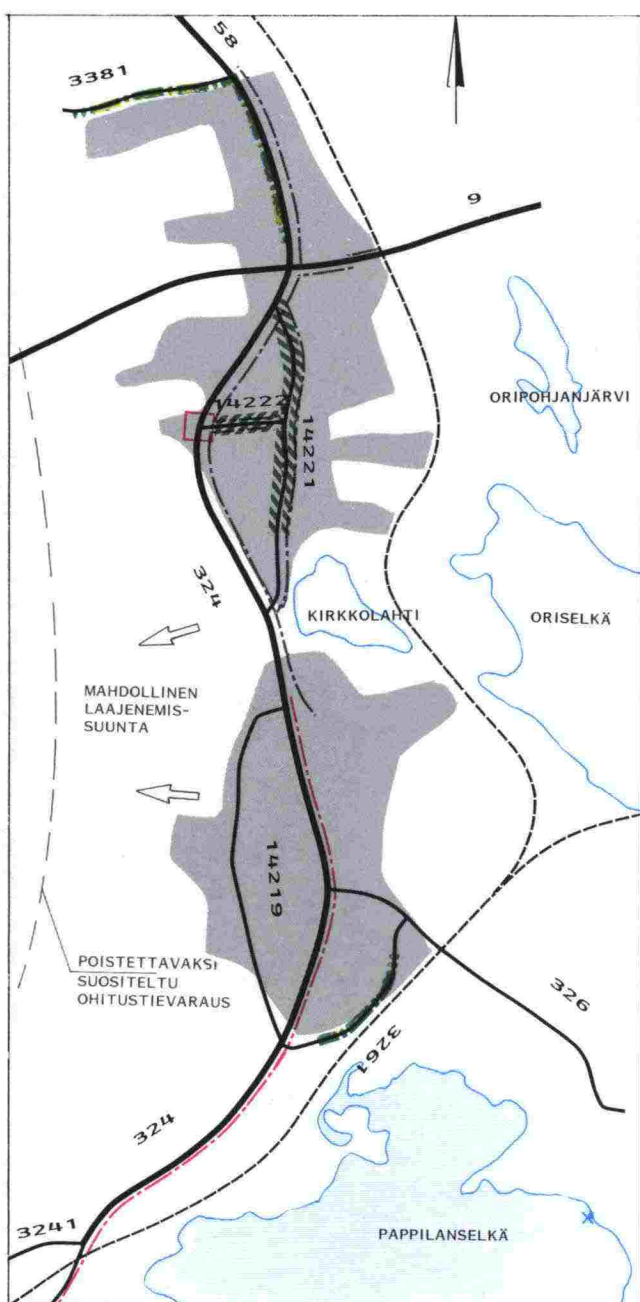 58
3381
9
ORIPOHJANJÄRVI
14222
14221
324
KIRKKOLAHTI
ORISELKÄ
MAHDOLLINEN
LAAJENEMIS-
SUUNTA
14219
POISTETTAVAKSI
SUOSITELTU
OHITUSTIEVARAUS
326
3261
324
3241
PAPPILANSELKÄ